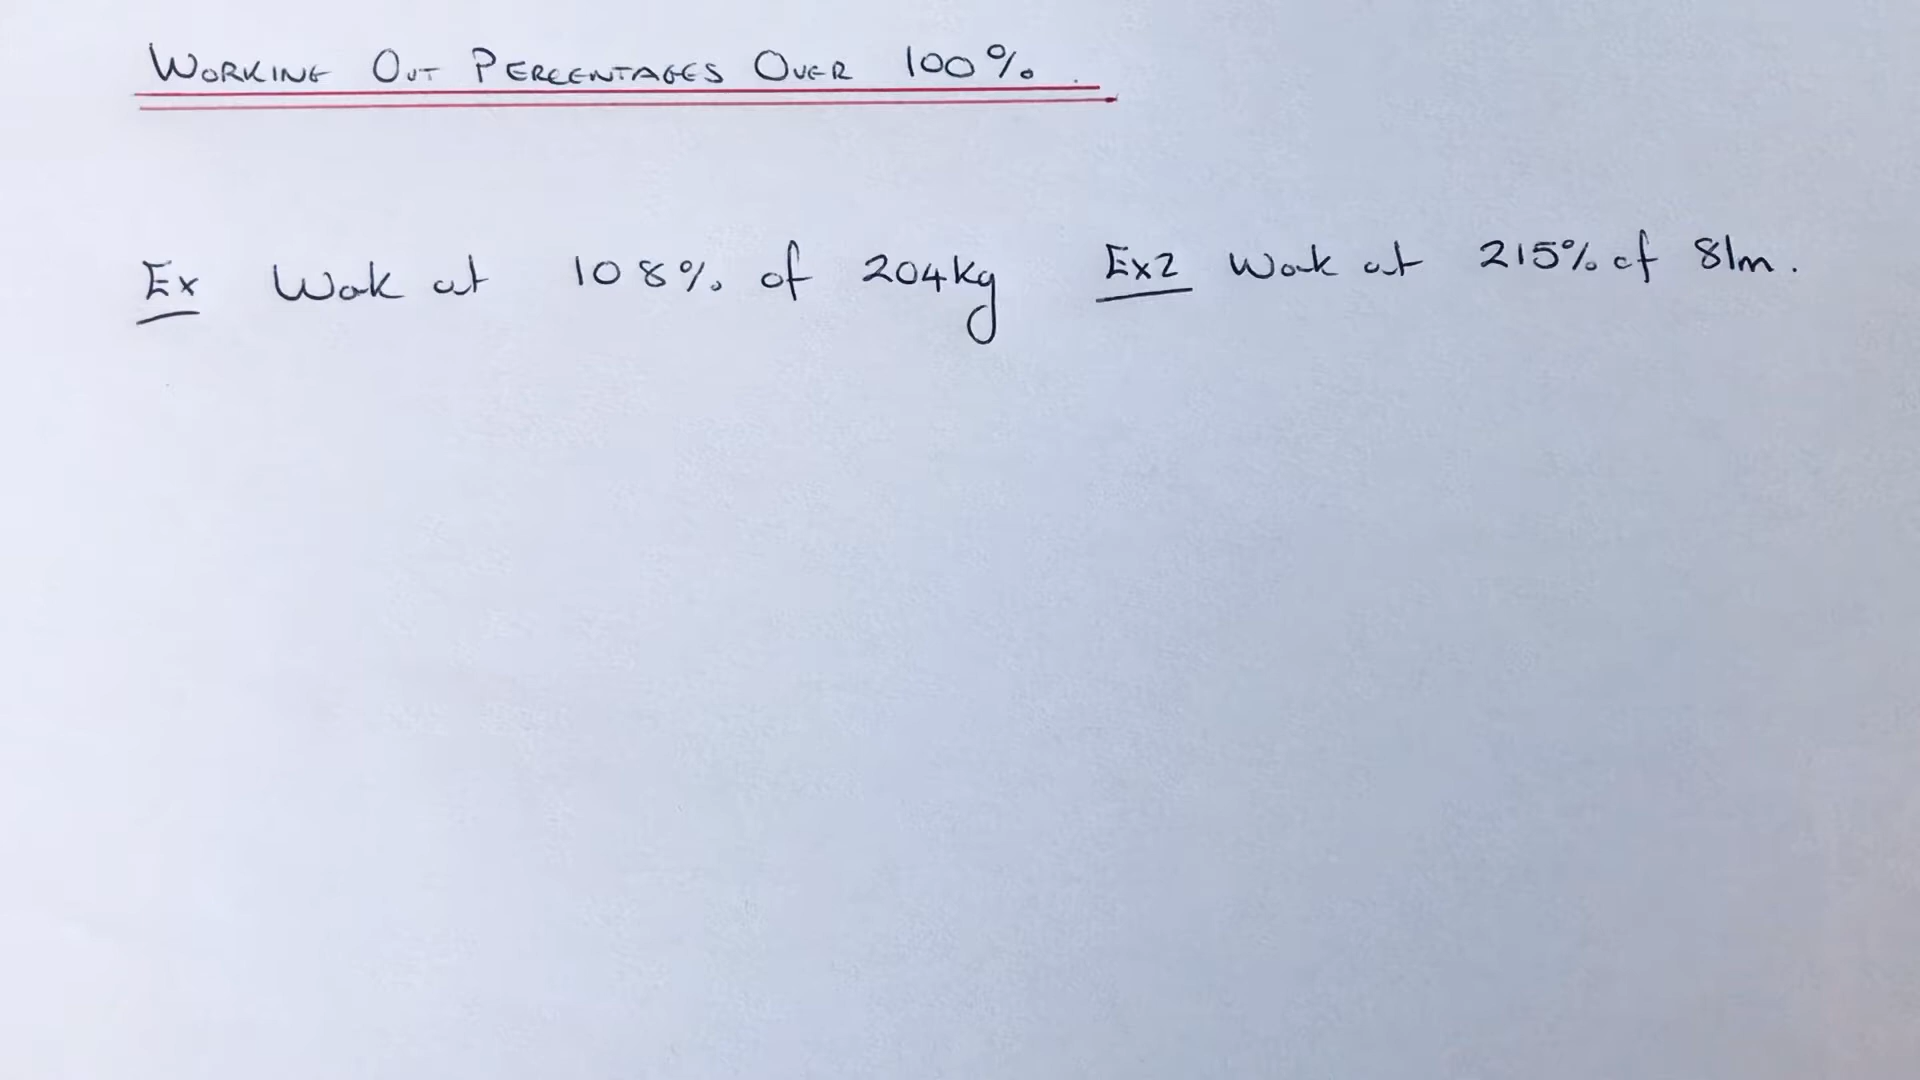 WORKING OUT PERCENTAGES OVER 100%.
Ex Work out 108% of 204kg
Ex2 Work out 215% of 81m.